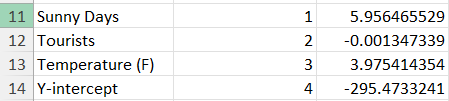 11 Sunny Days 1 5.956465529
12 Tourists 2 -0.001347339
13 Temperature (F) 3 3.975414354
14 Y-intercept 4 -295.4733241